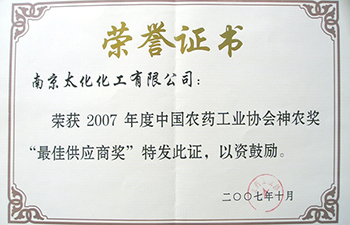 荣誉证书
南京太化化工有限公司：
荣获 2007 年度中国农药工业协会神农奖
“最佳供应商奖”特发此证，以资鼓励。
二〇〇七年十月